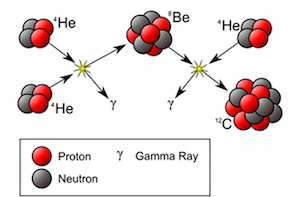 ⁴He
⁸Be
⁴He
⁴He
γ
γ
¹²C
Proton
γ Gamma Ray
Neutron